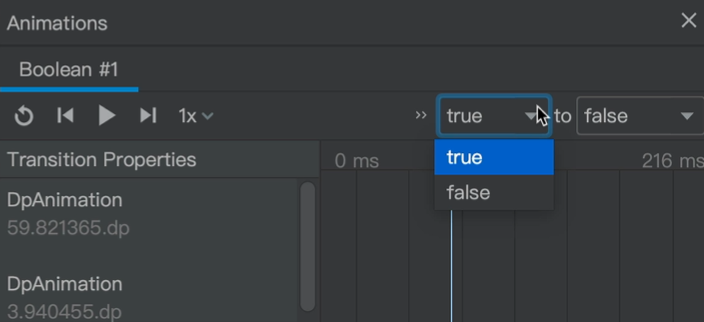 Animations
Boolean #1
1x
true to false
true
false
Transition Properties
0 ms 216 ms
DpAnimation
59.821365.dp
DpAnimation
3.940455.dp